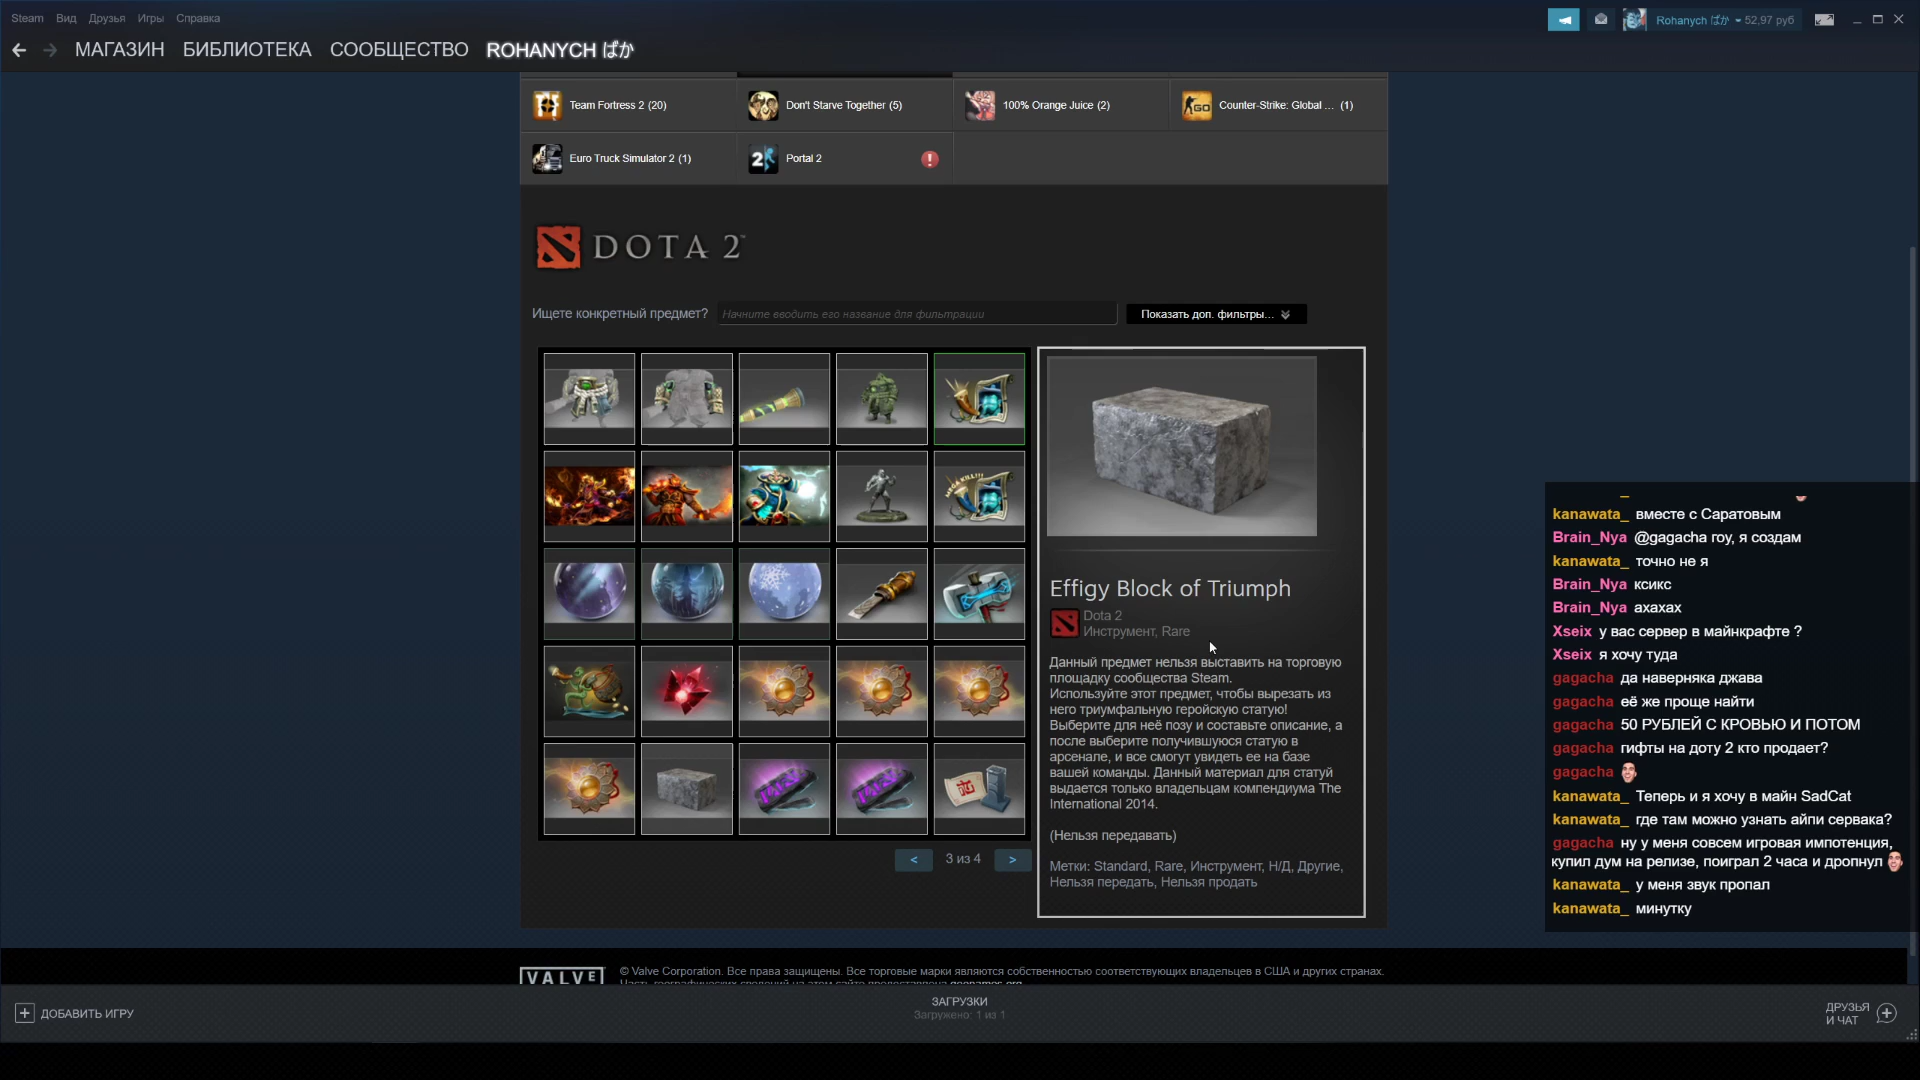 Steam Вид Друзья Игры Справка
Rohanych ばか 52,97 руб
МАГАЗИН БИБЛИОТЕКА СООБЩЕСТВО ROHANYCH ばか
Team Fortress 2 (20)
Don't Starve Together (5)
100% Orange Juice (2)
Counter-Strike: Global ... (1)
Euro Truck Simulator 2 (1)
Portal 2
DOTA 2
Ищете конкретный предмет?
Начните вводить его название для фильтрации
Показать доп. фильтры...
MEGA KILL!!!
< 3 из 4 >
Effigy Block of Triumph
Dota 2
Инструмент, Rare
Данный предмет нельзя выставить на торговую
площадку сообщества Steam.
Используйте этот предмет, чтобы вырезать из
него триумфальную геройскую статую!
Выберите для неё позу и составьте описание, а
после выберите получившуюся статую в
арсенале, и все смогут увидеть ее на базе
вашей команды. Данный материал для статуй
выдается только владельцам компендиума The
International 2014.
(Нельзя передавать)
Метки: Standard, Rare, Инструмент, Н/Д, Другие,
Нельзя передать, Нельзя продать
kanawata_ вместе с Саратовым
Brain_Nya @gagacha гоу, я создам
kanawata_ точно не я
Brain_Nya ксикс
Brain_Nya ахахах
Xseix у вас сервер в майнкрафте ?
Xseix я хочу туда
gagacha да наверняка джава
gagacha её же проще найти
gagacha 50 РУБЛЕЙ С КРОВЬЮ И ПОТОМ
gagacha гифты на доту 2 кто продает?
gagacha
kanawata_ Теперь и я хочу в майн SadCat
kanawata_ где там можно узнать айпи сервака?
gagacha ну у меня совсем игровая импотенция,
купил дум на релизе, поиграл 2 часа и дропнул
kanawata_ у меня звук пропал
kanawata_ минутку
VALVE
© Valve Corporation. Все права защищены. Все торговые марки являются собственностью соответствующих владельцев в США и других странах.
Часть географических сведений на этом сайте предоставлена geonames.org.
ДОБАВИТЬ ИГРУ
ЗАГРУЗКИ
Загружено: 1 из 1
ДРУЗЬЯ
И ЧАТ